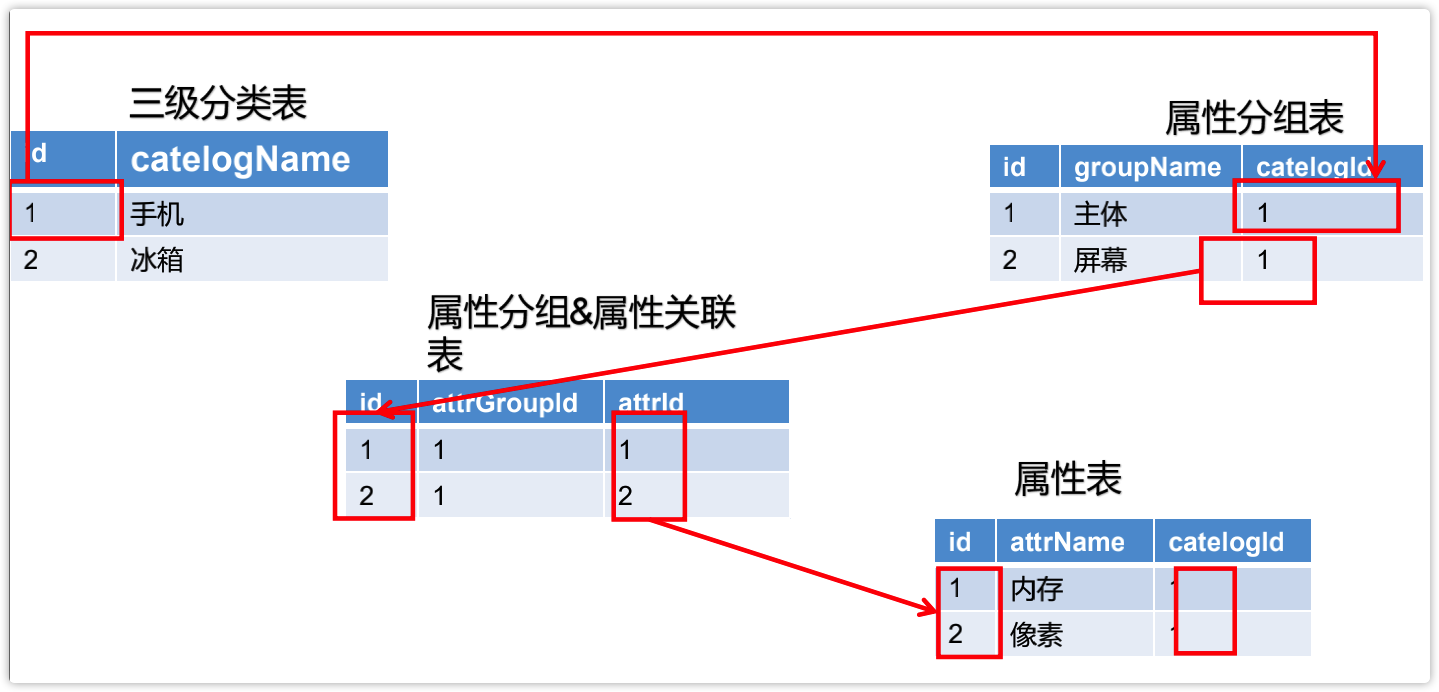 三级分类表
id catelogName
1 手机
2 冰箱
属性分组表
id groupName catelogId
1 主体 1
2 屏幕 1
属性分组&属性关联
表
id attrGroupId attrId
1 1 1
2 1 2
属性表
id attrName catelogId
1 内存 1
2 像素 1